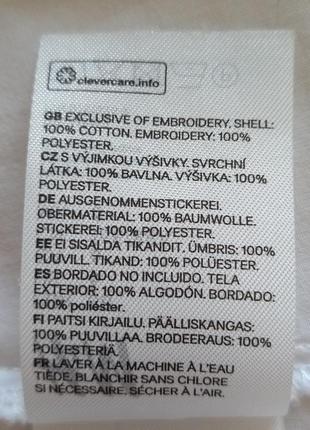 clevercare.info
GB EXCLUSIVE OF EMBROIDERY, SHELL:
100% COTTON. EMBROIDERY: 100%
POLYESTER.
CZ S VÝJIMKOU VÝŠIVKY. SVRCHNÍ
LÁTKA: 100% BAVLNA. VÝŠIVKA: 100%
POLYESTER.
DE AUSGENOMMENSTICKEREI.
OBERMATERIAL: 100% BAUMWOLLE.
STICKEREI: 100% POLYESTER.
EE EI SISALDA TIKANDIT. ÜMBRIS: 100%
PUUVILL. TIKAND: 100% POLÜESTER.
ES BORDADO NO INCLUIDO. TELA
EXTERIOR: 100% ALGODÓN. BORDADO:
100% poliéster.
FI PAITSI KIRJAILU. PÄÄLLISKANGAS:
100% PUUVILLAA. BRODEERAUS: 100%
POLYESTERIÄ.
FR LAVER À LA MACHINE À L'EAU
TIÈDE. BLANCHIR SANS CHLORE
SI NÉCESSAIRE. SÉCHER À L'AIR.